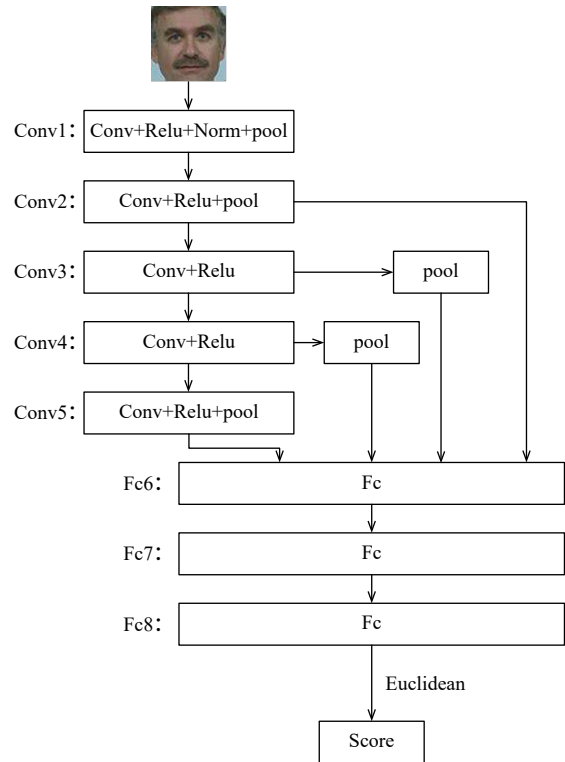 Conv1： Conv+Relu+Norm+pool
Conv2： Conv+Relu+pool
Conv3： Conv+Relu pool
Conv4： Conv+Relu pool
Conv5： Conv+Relu+pool
Fc6： Fc
Fc7： Fc
Fc8： Fc
Euclidean
Score